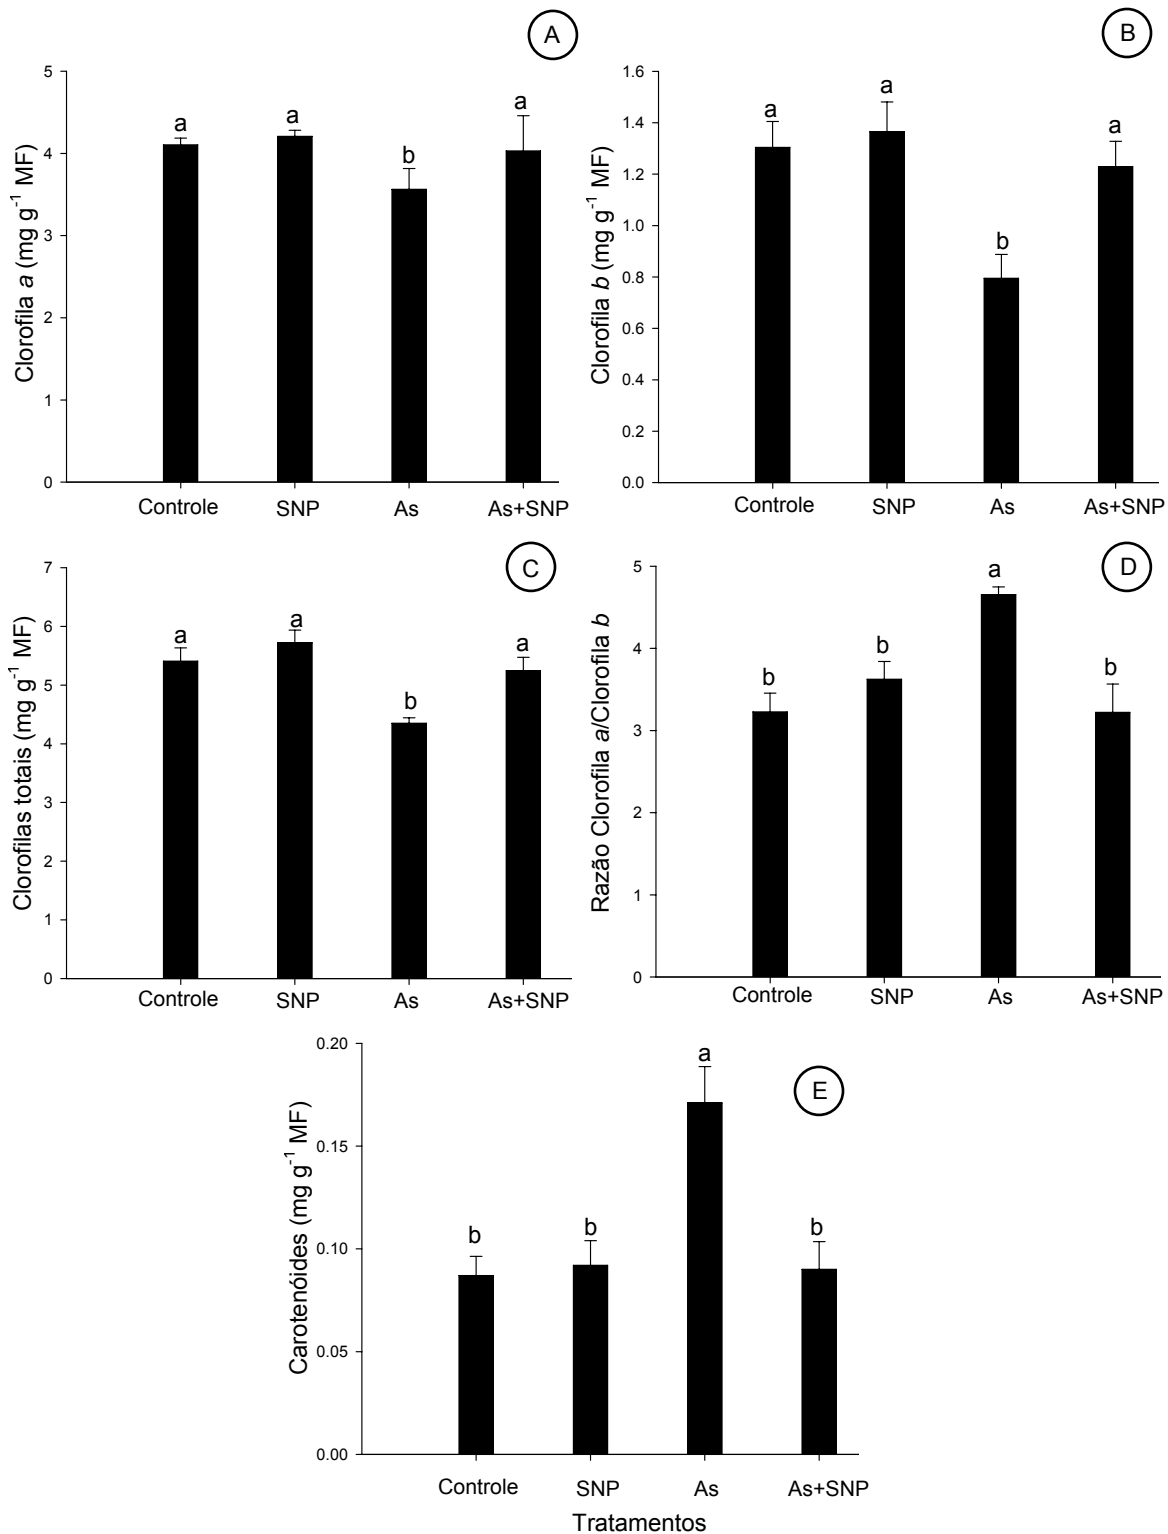 A
Clorofila a (mg g-1 MF)
5
4
3
2
1
0
a
a
b
a
Controle
SNP
As
As+SNP
B
Clorofila b (mg g-1 MF)
1.6
1.4
1.2
1.0
0.8
0.6
0.4
0.2
0.0
a
a
b
a
Controle
SNP
As
As+SNP
C
Clorofilas totais (mg g-1 MF)
7
6
5
4
3
2
1
0
a
a
b
a
Controle
SNP
As
As+SNP
D
Razão Clorofila a/Clorofila b
5
4
3
2
1
0
b
b
a
b
Controle
SNP
As
As+SNP
E
Carotenóides (mg g-1 MF)
0.20
0.15
0.10
0.05
0.00
b
b
a
b
Controle
SNP
As
As+SNP
Tratamentos